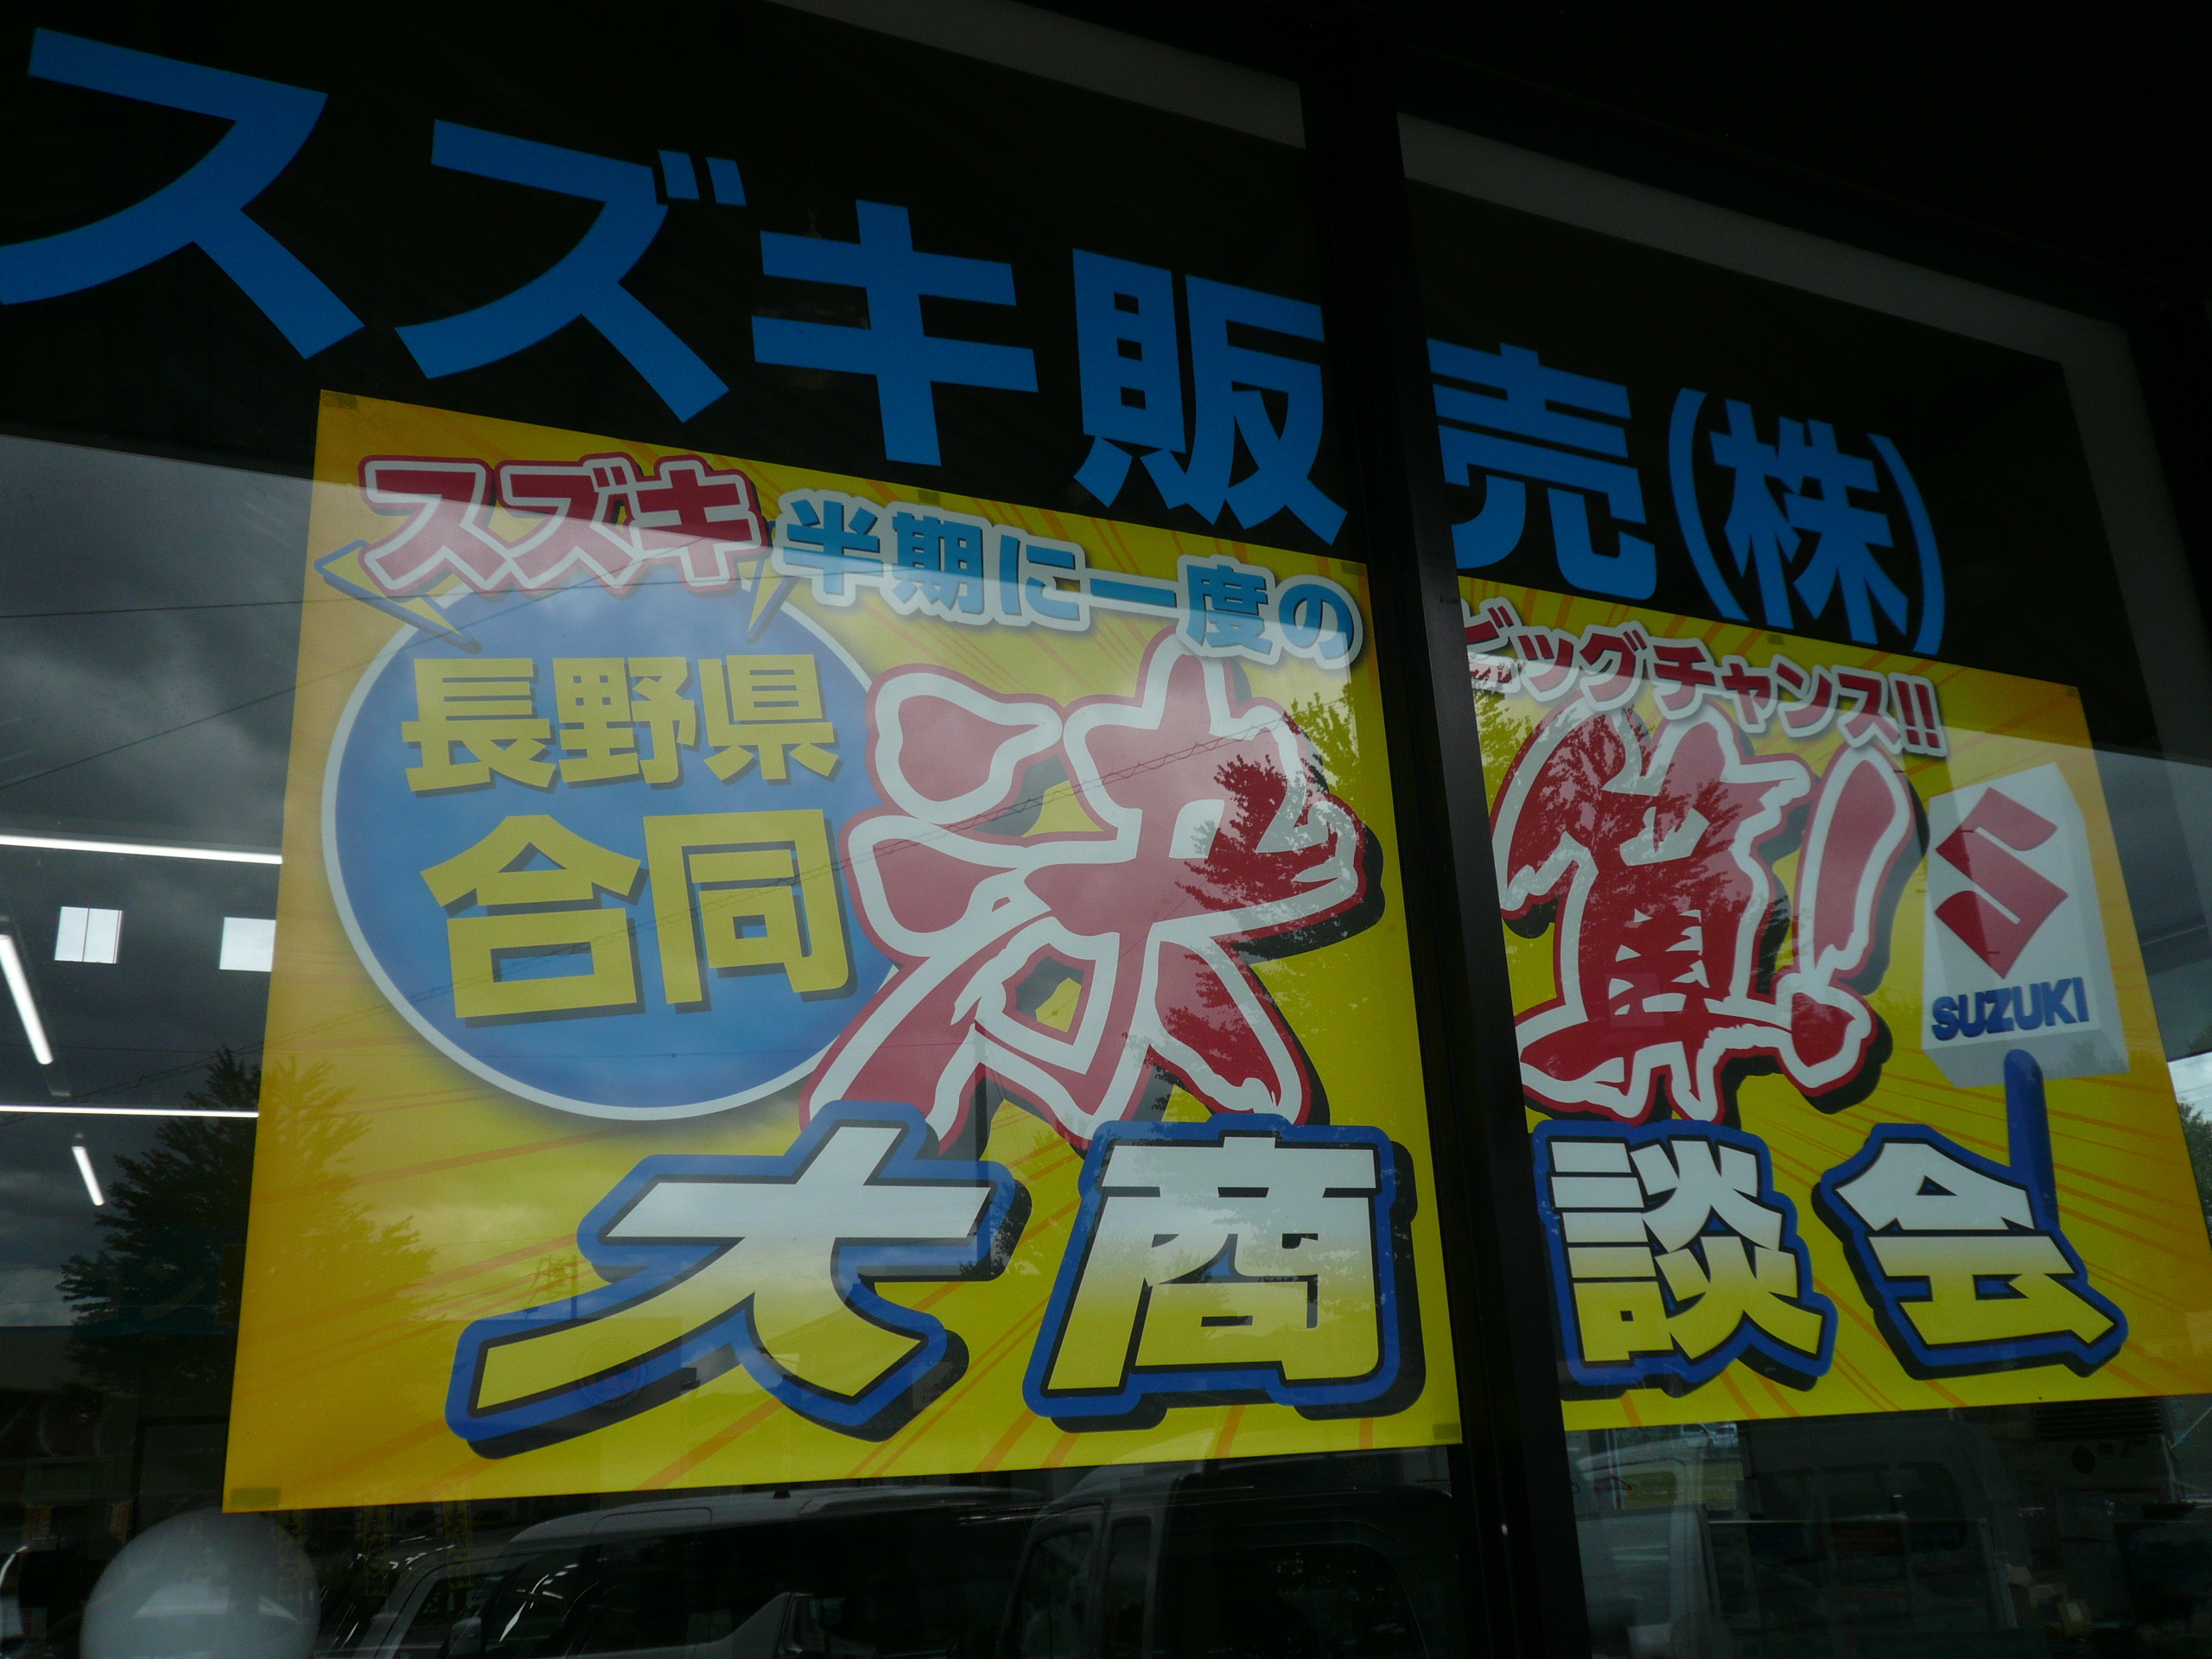 スズキ販売(株)
スズキ 半期に一度の ビッグチャンス!!
長野県
合同
決算!
SUZUKI
大商談会